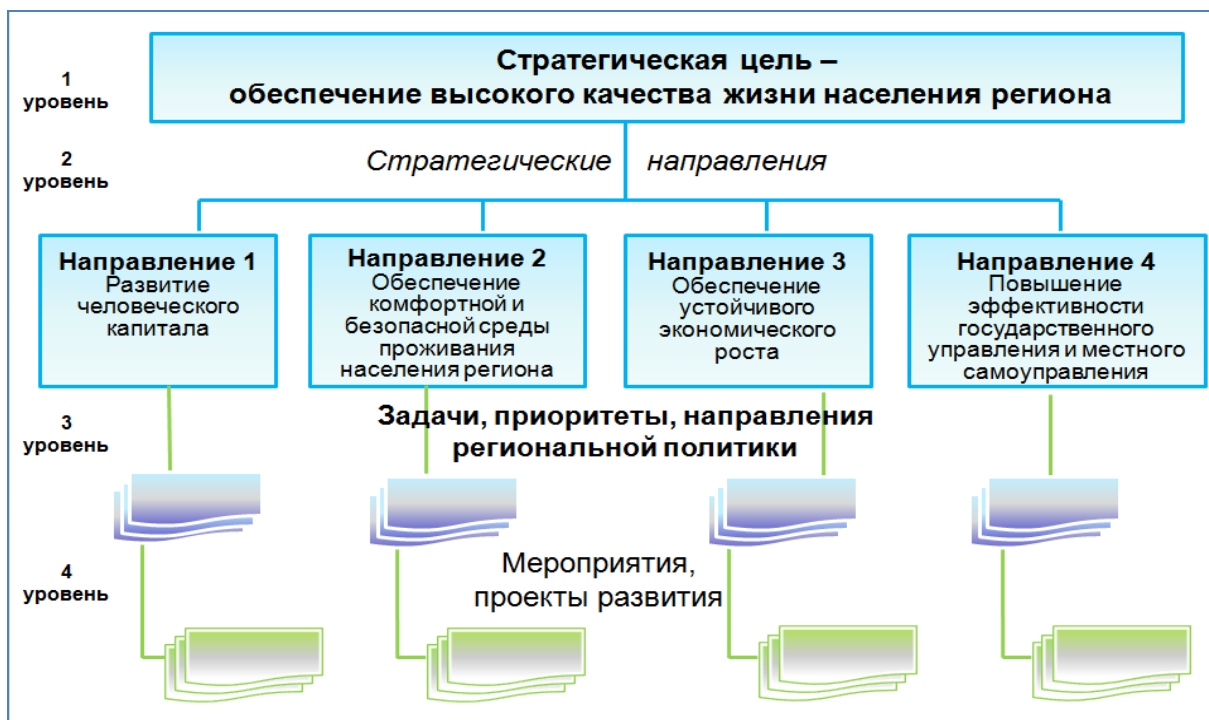 Стратегическая цель –
обеспечение высокого качества жизни населения региона
1
уровень
2
уровень
Стратегические направления
Направление 1
Развитие
человеческого
капитала
Направление 2
Обеспечение
комфортной и
безопасной среды
проживания
населения региона
Направление 3
Обеспечение
устойчивого
экономического
роста
Направление 4
Повышение
эффективности
государственного
управления и местного
самоуправления
3
уровень
Задачи, приоритеты, направления
региональной политики
4
уровень
Мероприятия,
проекты развития